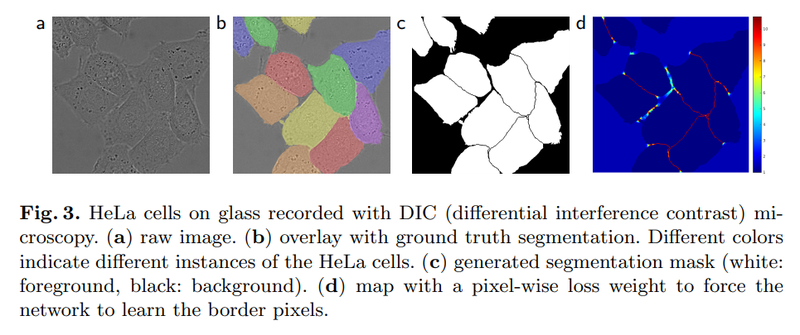 a b c d
Fig. 3. HeLa cells on glass recorded with DIC (differential interference contrast) mi-
croscopy. (a) raw image. (b) overlay with ground truth segmentation. Different colors
indicate different instances of the HeLa cells. (c) generated segmentation mask (white:
foreground, black: background). (d) map with a pixel-wise loss weight to force the
network to learn the border pixels.